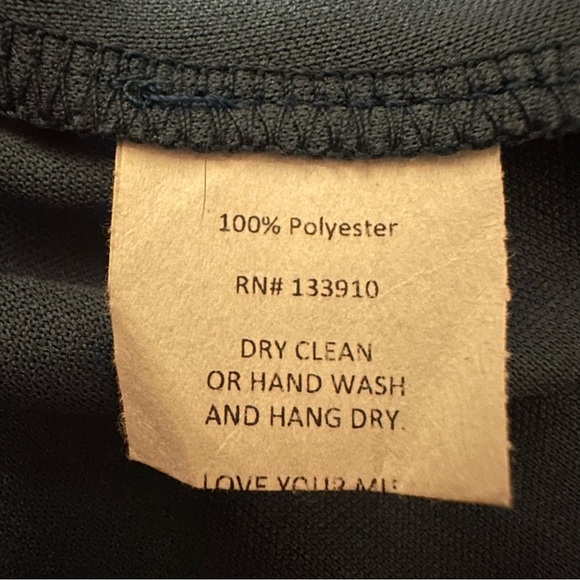 100% Polyester
RN# 133910
DRY CLEAN
OR HAND WASH
AND HANG DRY.
LOVE YOUR